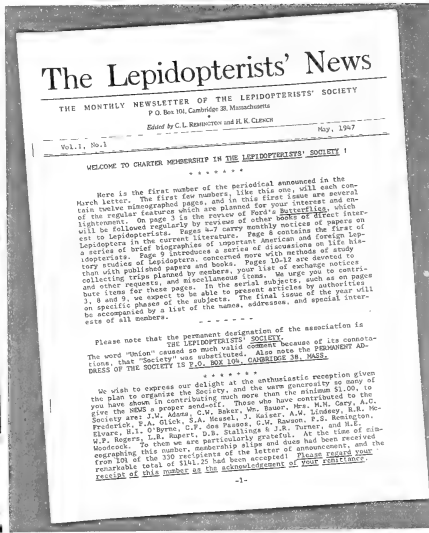 The Lepidopterists' News
THE MONTHLY NEWSLETTER OF THE LEPIDOPTERISTS' SOCIETY
P O. Box 104, Cambridge 38, Massachusetts
Edited by C. L. REMINGTON and H. K. CLENCH
Vol.I, No.1 May, 1947
WELCOME TO CHARTER MEMBERSHIP IN THE LEPIDOPTERISTS' SOCIETY !
* * * * * * *
Here is the first number of the periodical announced in the
March letter. The first few numbers, like this one, will each con-
tain twelve mimeographed pages, and in this first issue are several
of the regular features which are planned for your interest and en-
lightenment. On page 3 is the review of Ford's Butterflies, which
will be followed regularly by reviews of other books of direct inter-
est to Lepidopterists. Pages 4-7 carry monthly notices of papers on
Lepidoptera in the current literature. Page 8 contains the first of
a series of brief biographies of important American and foreign Lep-
idopterists. Page 9 introduces a series of discussions on life his-
tory studies of Lepidoptera, concerned more with methods of study
than with published papers and books. Pages 10-12 are devoted to
collecting trips planned by members, your list of exchange notices
and other requests, and miscellaneous items. We urge you to contri-
bute items for these pages. In the serial subjects, such as on pages
3, 8 and 9, we expect to be able to present articles by authorities
on specific phases of the subjects. The final issue of the year will
be accompanied by a list of the names, addresses, and special inter-
ests of all members.
- - - - - - -
Please note that the permanent designation of the association is
THE LEPIDOPTERISTS' SOCIETY.
The word "Union" caused so much valid comment because of its connota-
tions, that "Society" was substituted. Also note the PERMANENT AD-
DRESS OF THE SOCIETY IS P.O. BOX 104, CAMBRIDGE 38, MASS.
* * * * * * *
We wish to express our delight at the enthusiastic reception given
the plan to organize the Society, and the warm generosity so many of
you have shown in contributing much more than the minimum $1.00, to
give the NEWS a proper send-off. Those who have contributed to the
Society are: J.W. Adams, C.W. Baker, Wm. Bauer, Mrs. M.M. Cary, A.C.
Frederick, P.A. Glick, S.A. Hessel, J. Kaiser, A.W. Lindsey, R.R. Mc-
Elvare, H.I. O'Byrne, C.F. dos Passos, G.W. Rawson, P.S. Remington,
W.P. Rogers, L.R. Rupert, D.B. Stallings & J.R. Turner, and H.E.
Woodcock. To them we are particularly grateful. At the time of mim-
eographing this number, membership slips and dues had been received
from 101 of the 330 recipients of the letter of announcement, and the
remarkable total of $141.25 had been accepted! Please regard your
receipt of this number as the acknowledgement of your remittance.
-1-